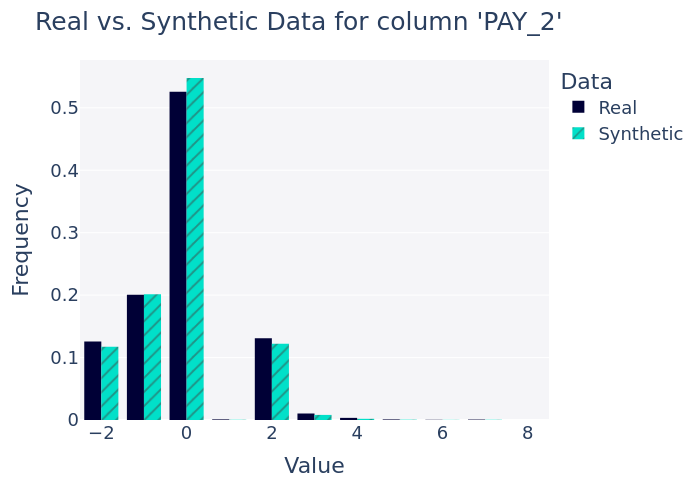 Real vs. Synthetic Data for column 'PAY_2'
Data
Real
Synthetic
Frequency
0.5
0.4
0.3
0.2
0.1
0
−2
0
2
4
6
8
Value